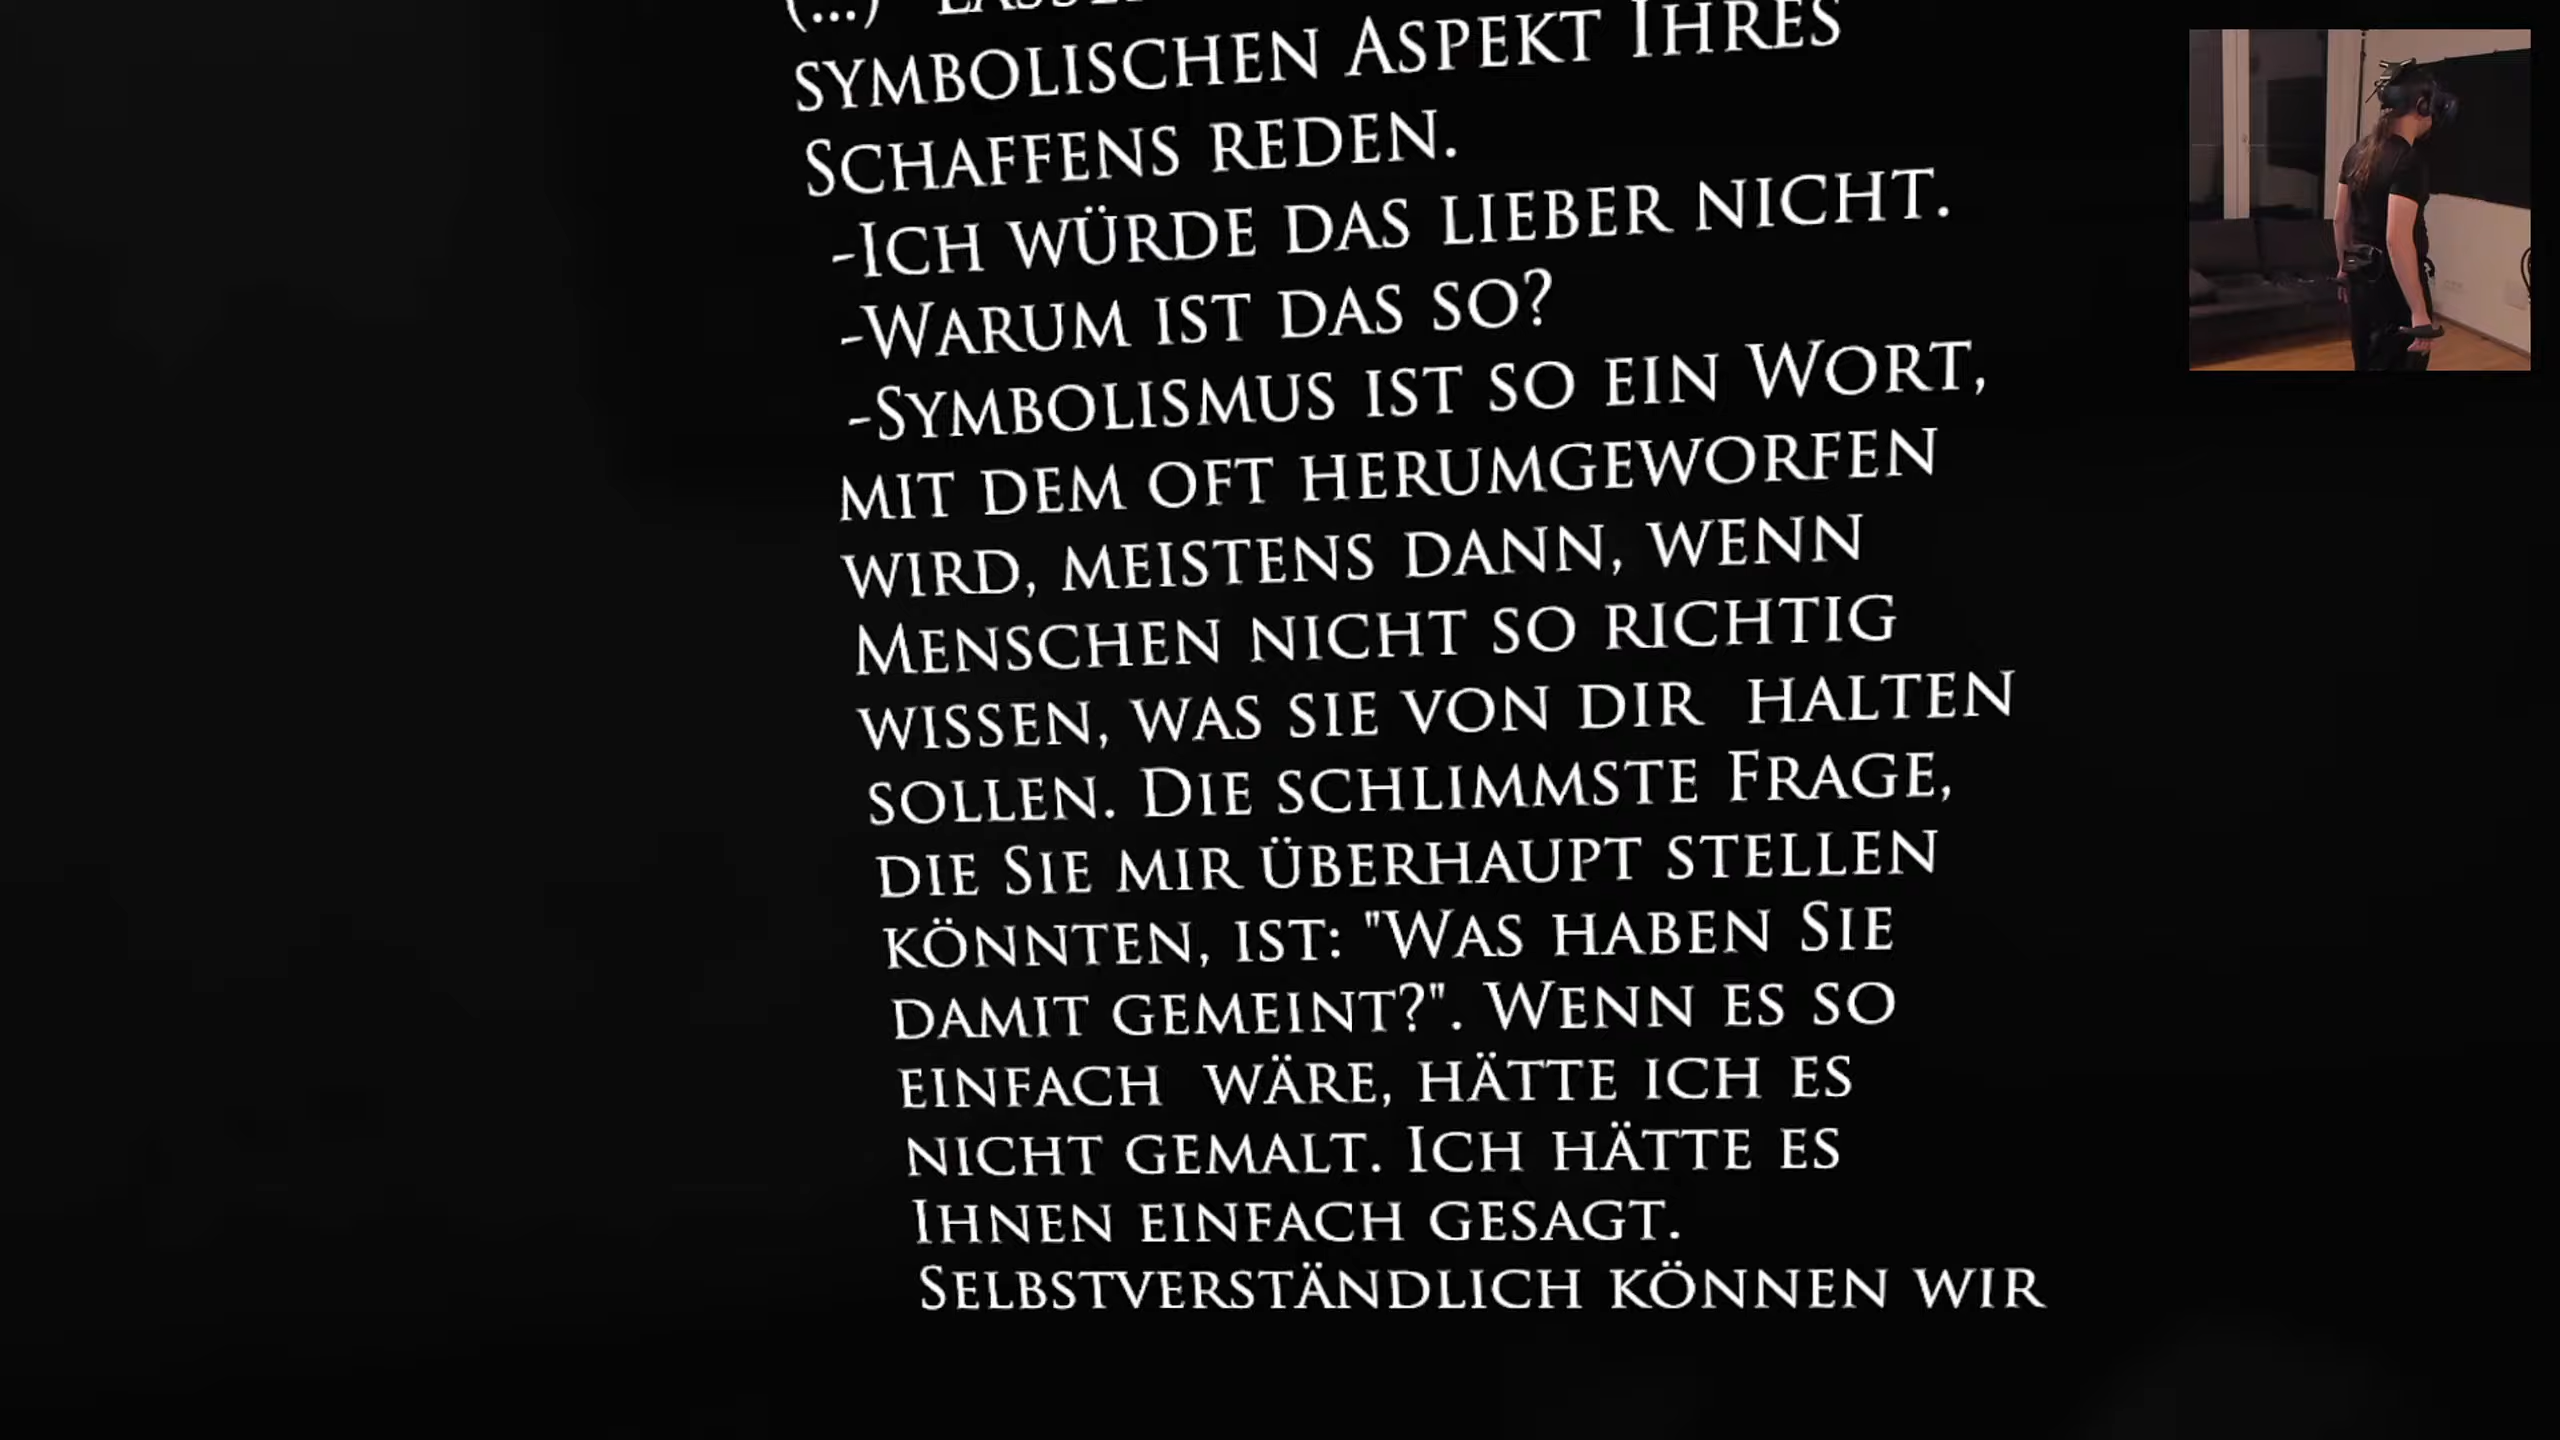 (...)
symbolischen Aspekt Ihres
Schaffens reden.
-Ich würde das lieber nicht.
-Warum ist das so?
-Symbolismus ist so ein Wort,
mit dem oft herumgeworfen
wird, meistens dann, wenn
Menschen nicht so richtig
wissen, was sie von dir  halten
sollen. Die schlimmste Frage,
die Sie mir überhaupt stellen
könnten, ist: "Was haben Sie
damit gemeint?". Wenn es so
einfach  wäre, hätte ich es
nicht gemalt. Ich hätte es
Ihnen einfach gesagt.
Selbstverständlich können wir